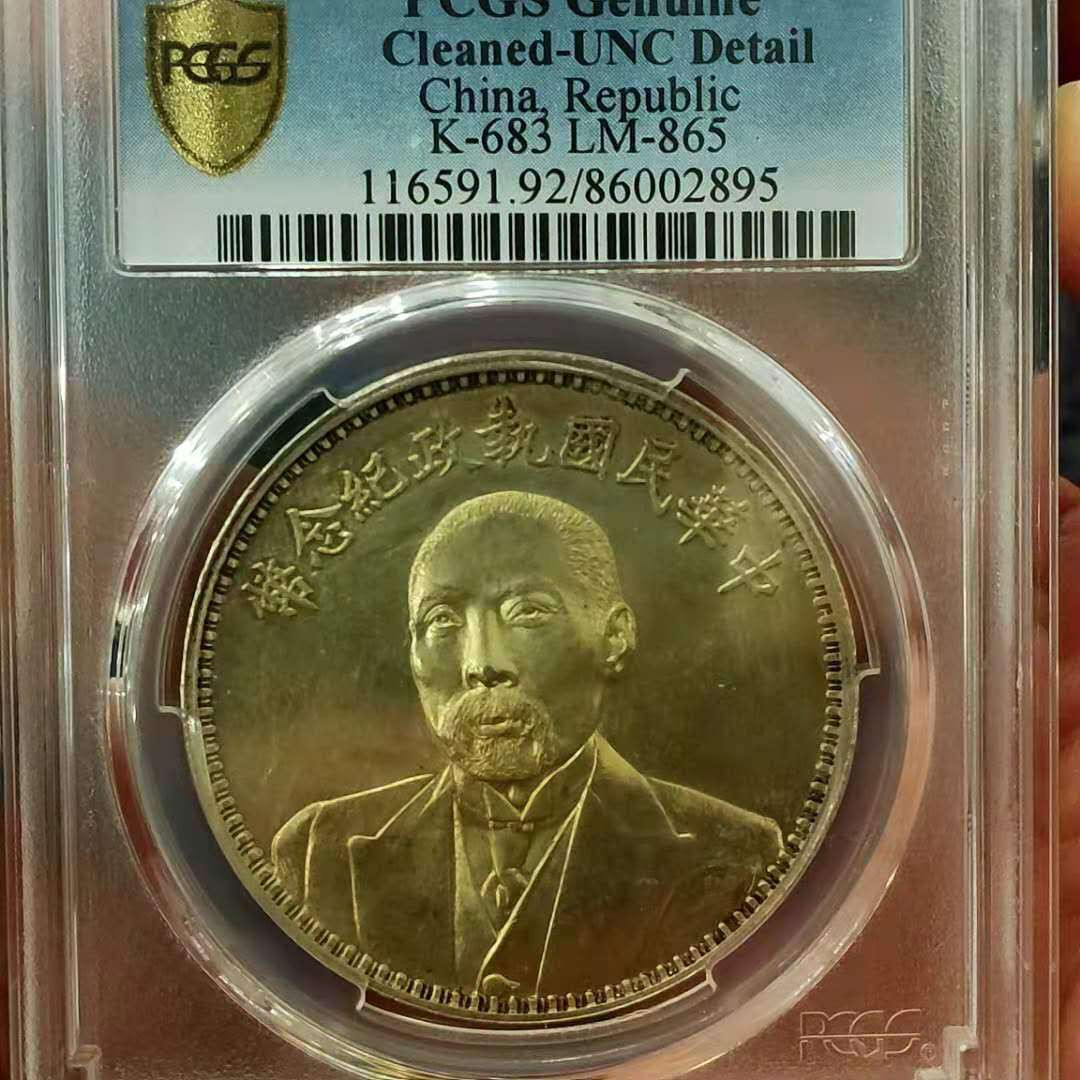 PCGS Genuine
PCGS
Cleaned-UNC Detail
China, Republic
K-683 LM-865
116591.92/86002895
中華民國執政紀念幣
PCGS